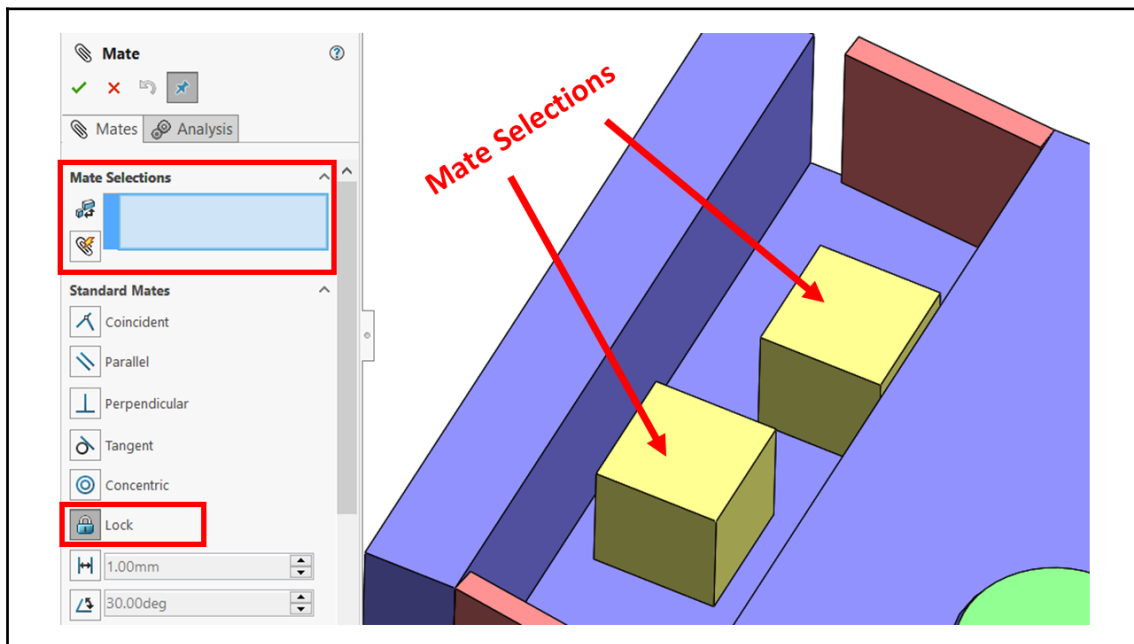 Mate
Mates
Analysis
Mate Selections
Standard Mates
Coincident
Parallel
Perpendicular
Tangent
Concentric
Lock
1.00mm
30.00deg
Mate Selections